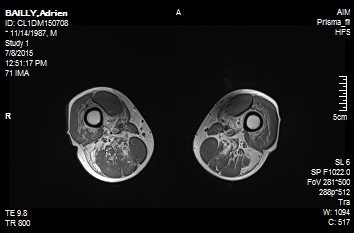 BAILLY,Adrien
ID: CL1DM150708
* 11/14/1987, M
Study 1
7/8/2015
12:51:17 PM
71 IMA
A
AIM
Prisma_fit
HFS
R
5cm
SL 6
SP F1022.0
FoV 281*500
288p*512
Tra
W: 1094
C: 517
TE 9.8
TR 800